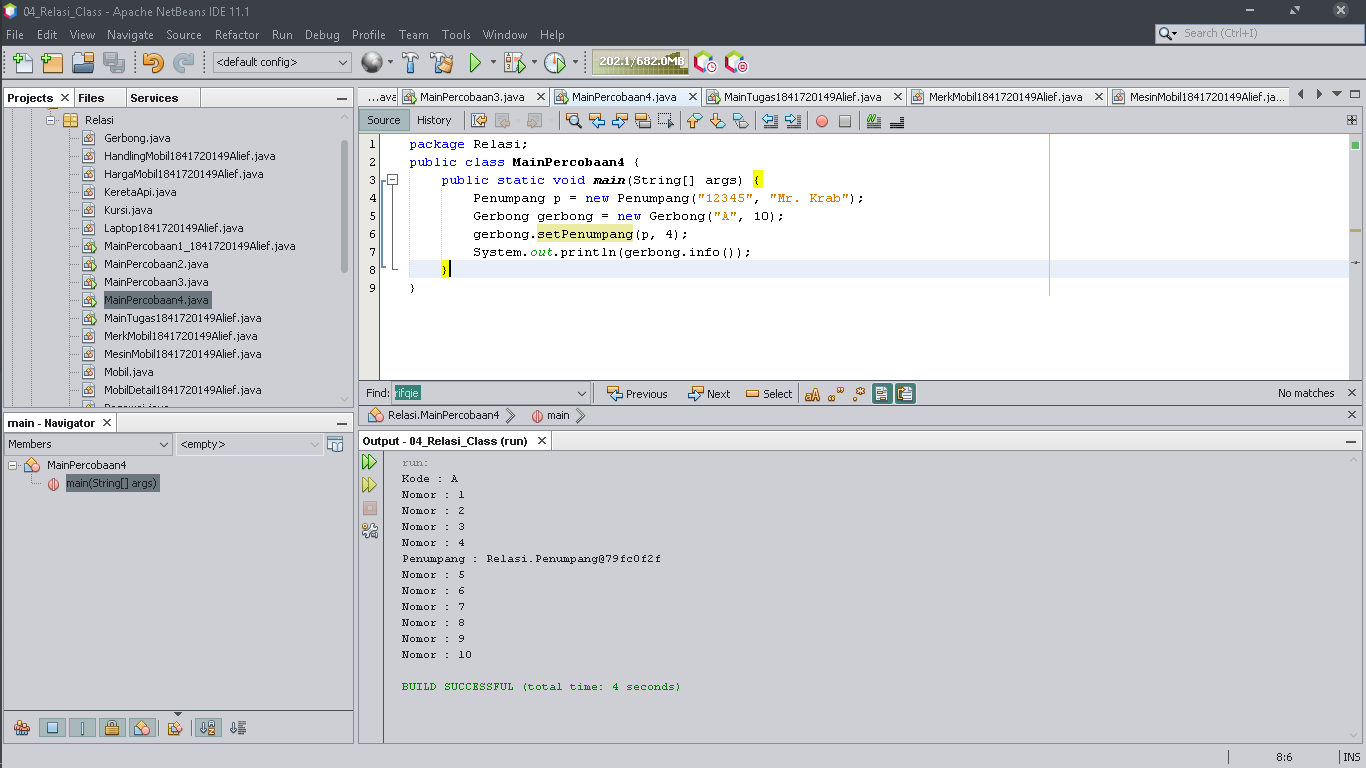 04_Relasi_Class - Apache NetBeans IDE 11.1
File Edit View Navigate Source Refactor Run Debug Profile Team Tools Window Help
Search (Ctrl+I)
<default config>
202.1/682.0MB
Projects Files Services
Relasi
Gerbong.java
HandlingMobil1841720149Alief.java
HargaMobil1841720149Alief.java
KeretaApi.java
Kursi.java
Laptop1841720149Alief.java
MainPercobaan1_1841720149Alief.java
MainPercobaan2.java
MainPercobaan3.java
MainPercobaan4.java
MainTugas1841720149Alief.java
MerkMobil1841720149Alief.java
MesinMobil1841720149Alief.java
Mobil.java
MobilDetail1841720149Alief.java
main - Navigator
Members <empty>
MainPercobaan4
main(String[] args)
...ava MainPercobaan3.java MainPercobaan4.java MainTugas1841720149Alief.java MerkMobil1841720149Alief.java MesinMobil1841720149Alief.ja...
Source History
1 package Relasi;
2 public class MainPercobaan4 {
3 public static void main(String[] args) {
4 Penumpang p = new Penumpang("12345", "Mr. Krab");
5 Gerbong gerbong = new Gerbong("A", 10);
6 gerbong.setPenumpang(p, 4);
7 System.out.println(gerbong.info());
8 }
9 }
Find: rifqie Previous Next Select No matches
Relasi.MainPercobaan4 main
Output - 04_Relasi_Class (run)
run:
Kode : A
Nomor : 1
Nomor : 2
Nomor : 3
Nomor : 4
Penumpang : Relasi.Penumpang@79fc0f2f
Nomor : 5
Nomor : 6
Nomor : 7
Nomor : 8
Nomor : 9
Nomor : 10
BUILD SUCCESSFUL (total time: 4 seconds)
8:6 INS